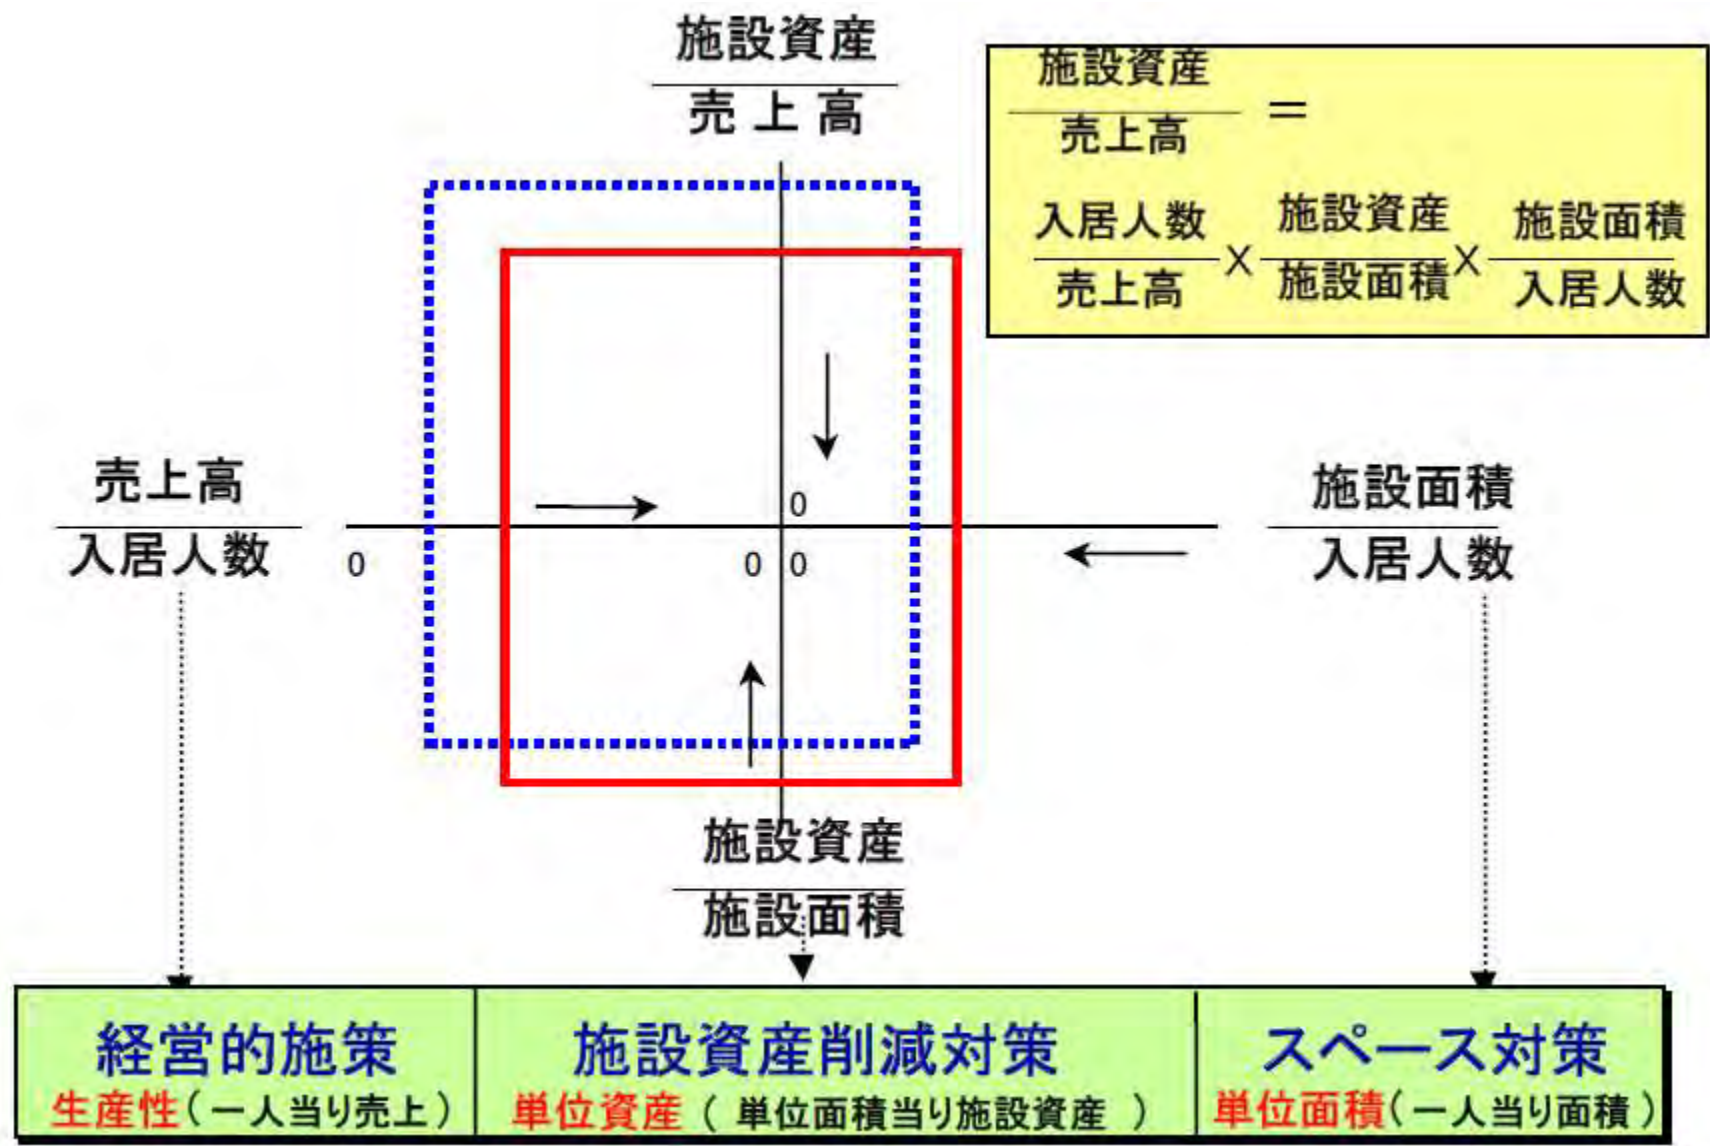 施設資産
売上高
施設資産
売上高
=
入居人数
売上高
X
施設資産
施設面積
X
施設面積
入居人数
売上高
入居人数
0
0
0
0
施設面積
入居人数
施設資産
施設面積
経営的施策
生産性(一人当り売上)
施設資産削減対策
単位資産(単位面積当り施設資産)
スペース対策
単位面積(一人当り面積)